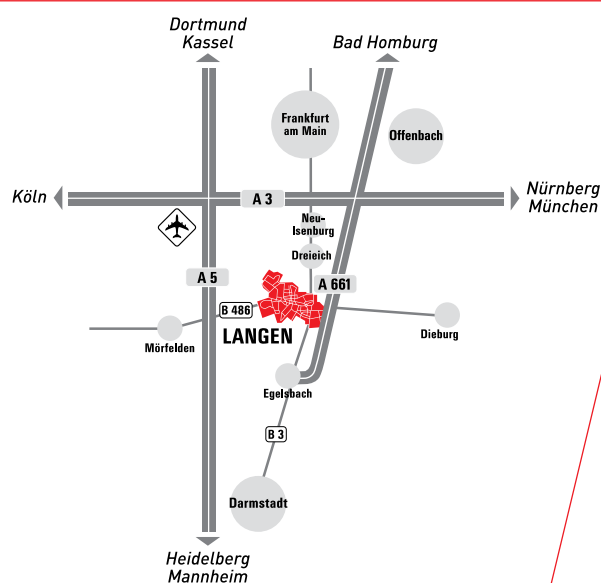 Dortmund
Kassel
Bad Homburg
Frankfurt
am Main
Offenbach
Köln
A 3
Nürnberg
München
Neu-
Isenburg
Dreieich
A 5
A 661
B 486
LANGEN
Mörfelden
Dieburg
Egelsbach
B 3
Darmstadt
Heidelberg
Mannheim